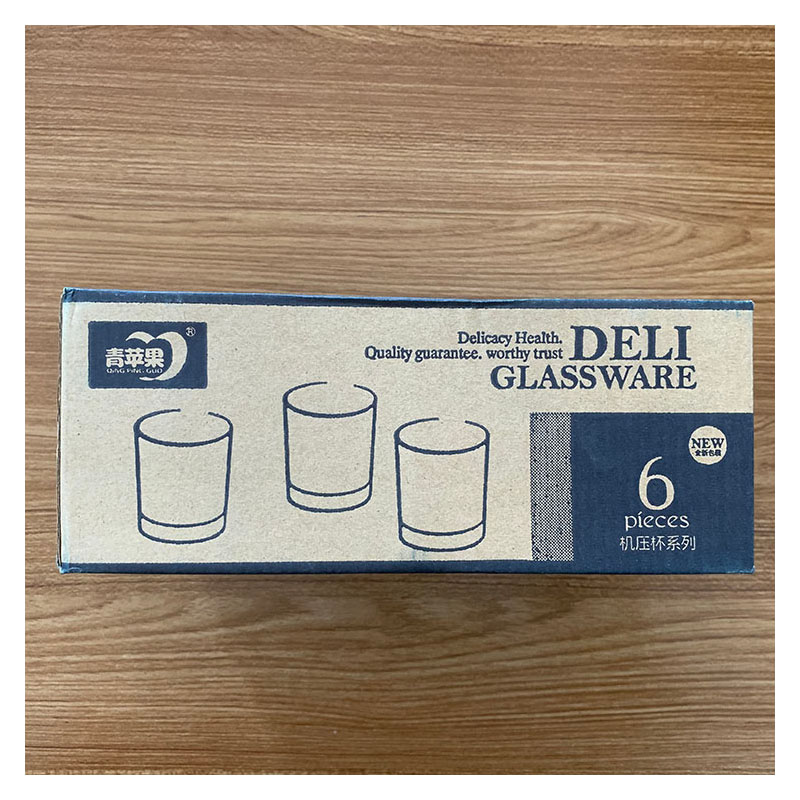 青苹果
QING PING GUO
®
Delicacy Health.
Quality guarantee. worthy trust
DELI
GLASSWARE
NEW
全新包装
6
pieces
机压杯系列